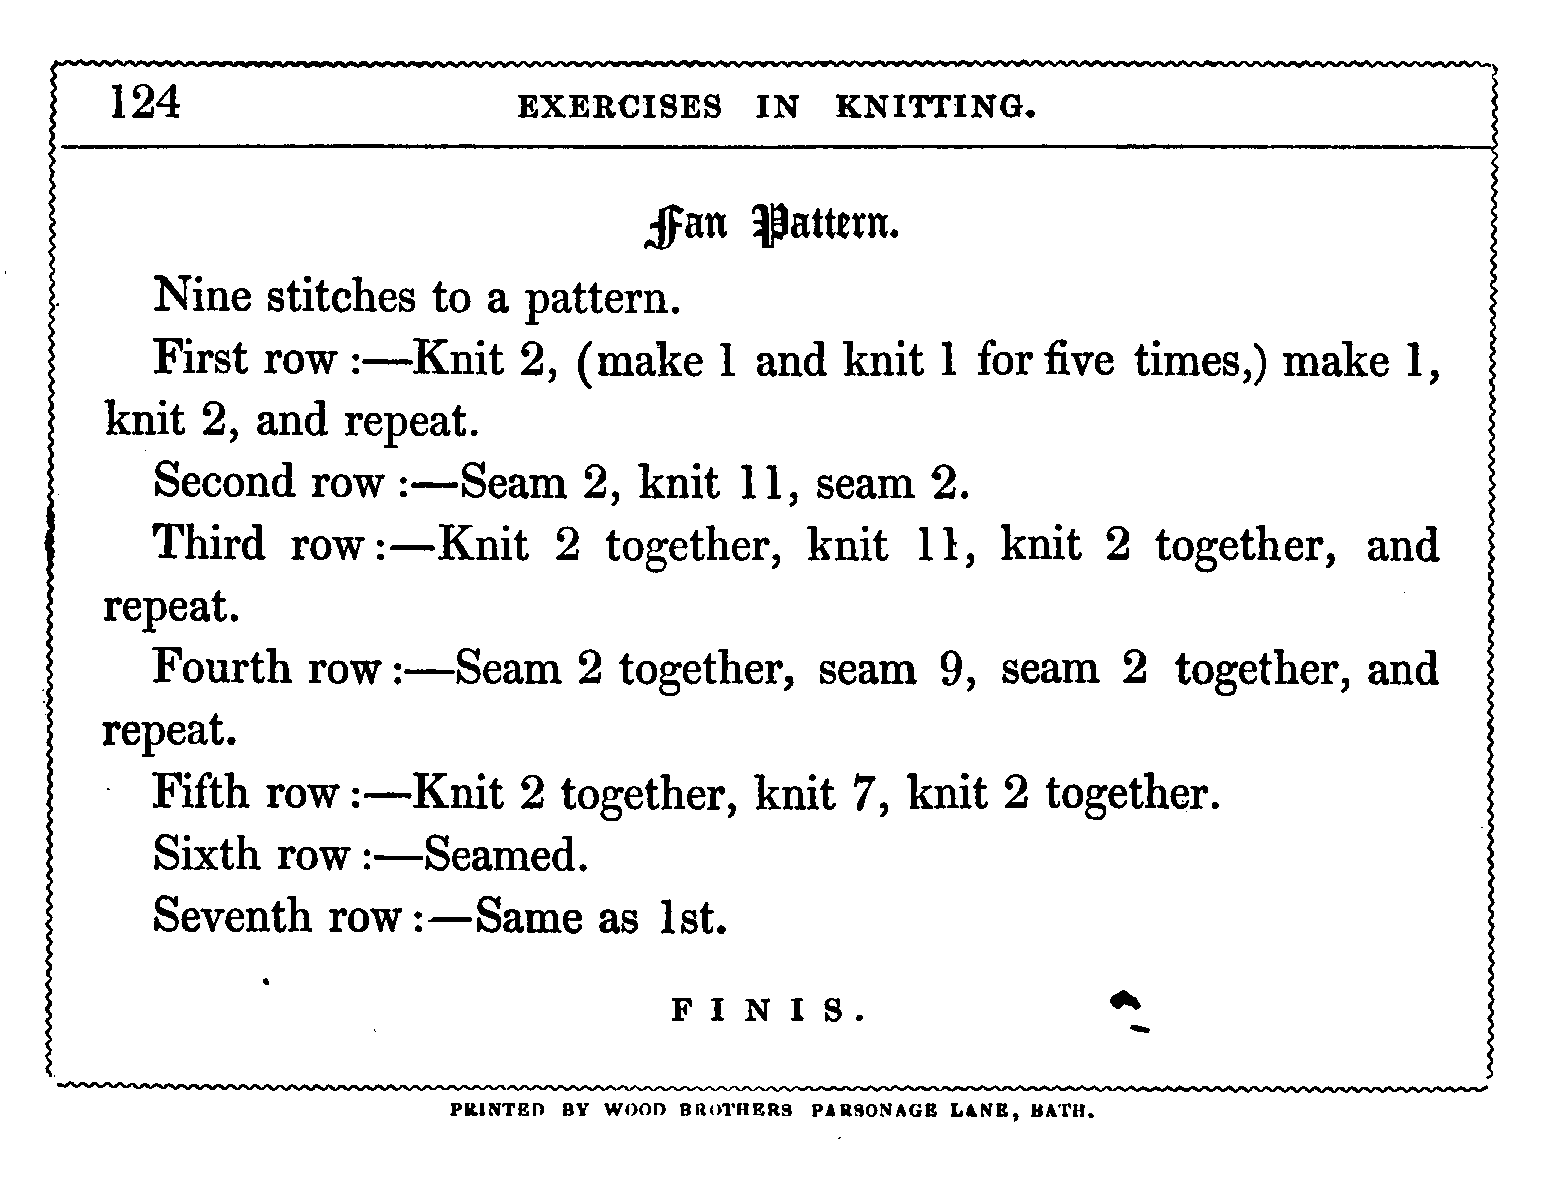 124 EXERCISES IN KNITTING.
Fan Pattern.
Nine stitches to a pattern.
First row :—Knit 2, (make 1 and knit 1 for five times,) make 1,
knit 2, and repeat.
Second row :—Seam 2, knit 11, seam 2.
Third row :—Knit 2 together, knit 11, knit 2 together, and
repeat.
Fourth row :—Seam 2 together, seam 9, seam 2 together, and
repeat.
Fifth row :—Knit 2 together, knit 7, knit 2 together.
Sixth row :—Seamed.
Seventh row :—Same as 1st.
FINIS.
PRINTED BY WOOD BROTHERS PARSONAGE LANE, BATH.